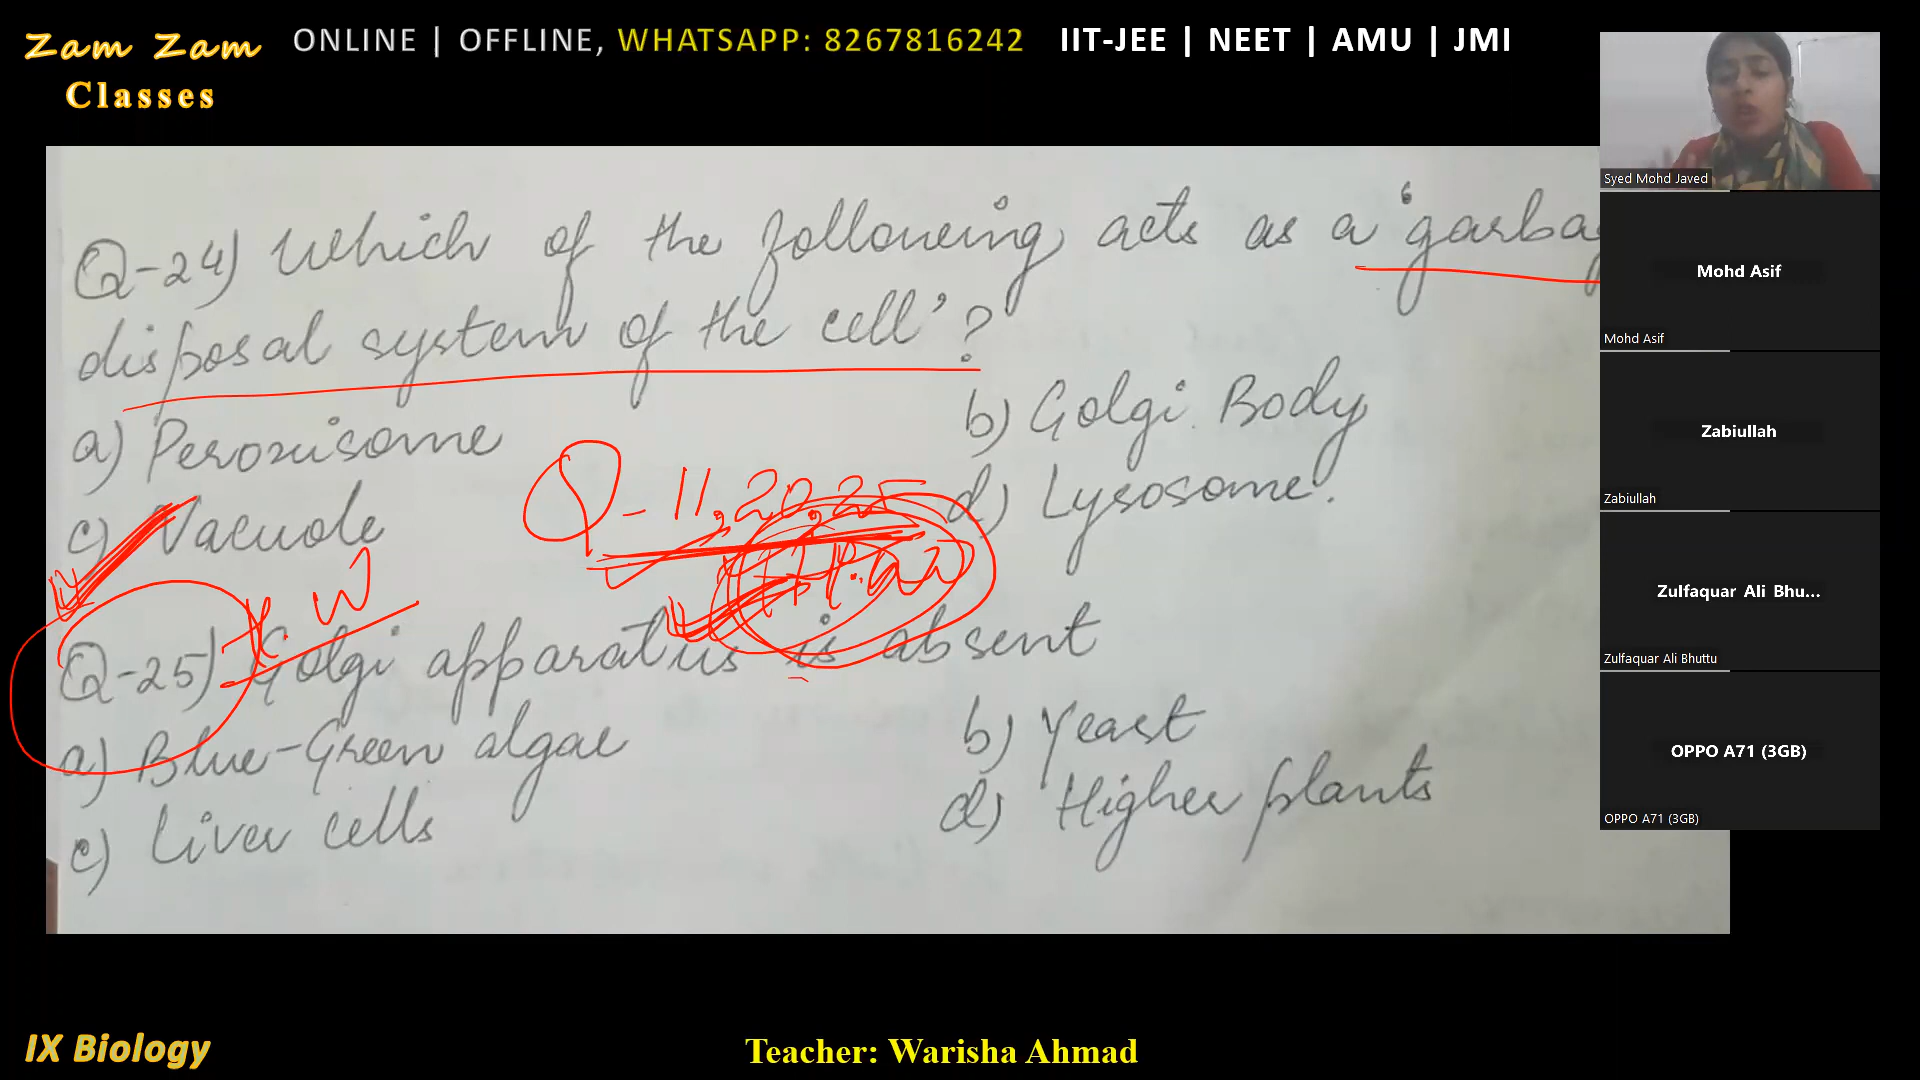 Zam Zam
Classes
ONLINE | OFFLINE, WHATSAPP: 8267816242 IIT-JEE | NEET | AMU | JMI
Q-24) Which of the following acts as a 'garba
disposal system of the cell'?
a) Peroxisome b) Golgi Body
c) Vacuole d) Lysosome.
Q-11,20,25
H.W
Q-25) Golgi apparatus is absent
a) Blue-Green algae b) Yeast
c) Liver cells d) Higher plants
Syed Mohd Javed
Mohd Asif
Mohd Asif
Zabiullah
Zabiullah
Zulfaquar Ali Bhu...
Zulfaquar Ali Bhuttu
OPPO A71 (3GB)
OPPO A71 (3GB)
IX Biology
Teacher: Warisha Ahmad